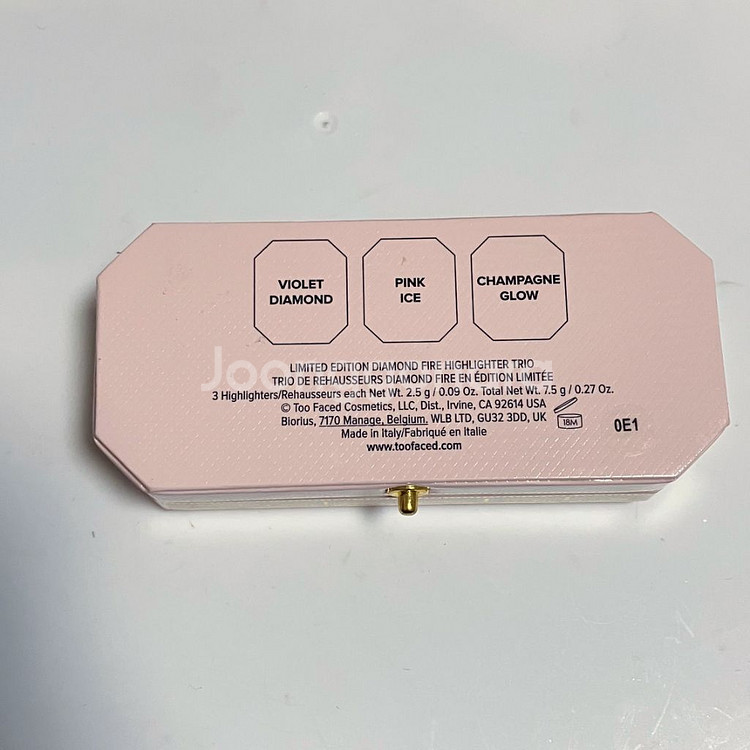 VIOLET
DIAMOND
PINK
ICE
CHAMPAGNE
GLOW
LIMITED EDITION DIAMOND FIRE HIGHLIGHTER TRIO
TRIO DE REHAUSSEURS DIAMOND FIRE EN ÉDITION LIMITÉE
3 Highlighters/Rehausseurs each Net Wt. 2.5 g / 0.09 Oz. Total Net Wt. 7.5 g / 0.27 Oz.
© Too Faced Cosmetics, LLC, Dist., Irvine, CA 92614 USA
Biorius, 7170 Manage, Belgium. WLB LTD, GU32 3DD, UK
18M
0E1
Made in Italy/Fabriqué en Italie
www.toofaced.com